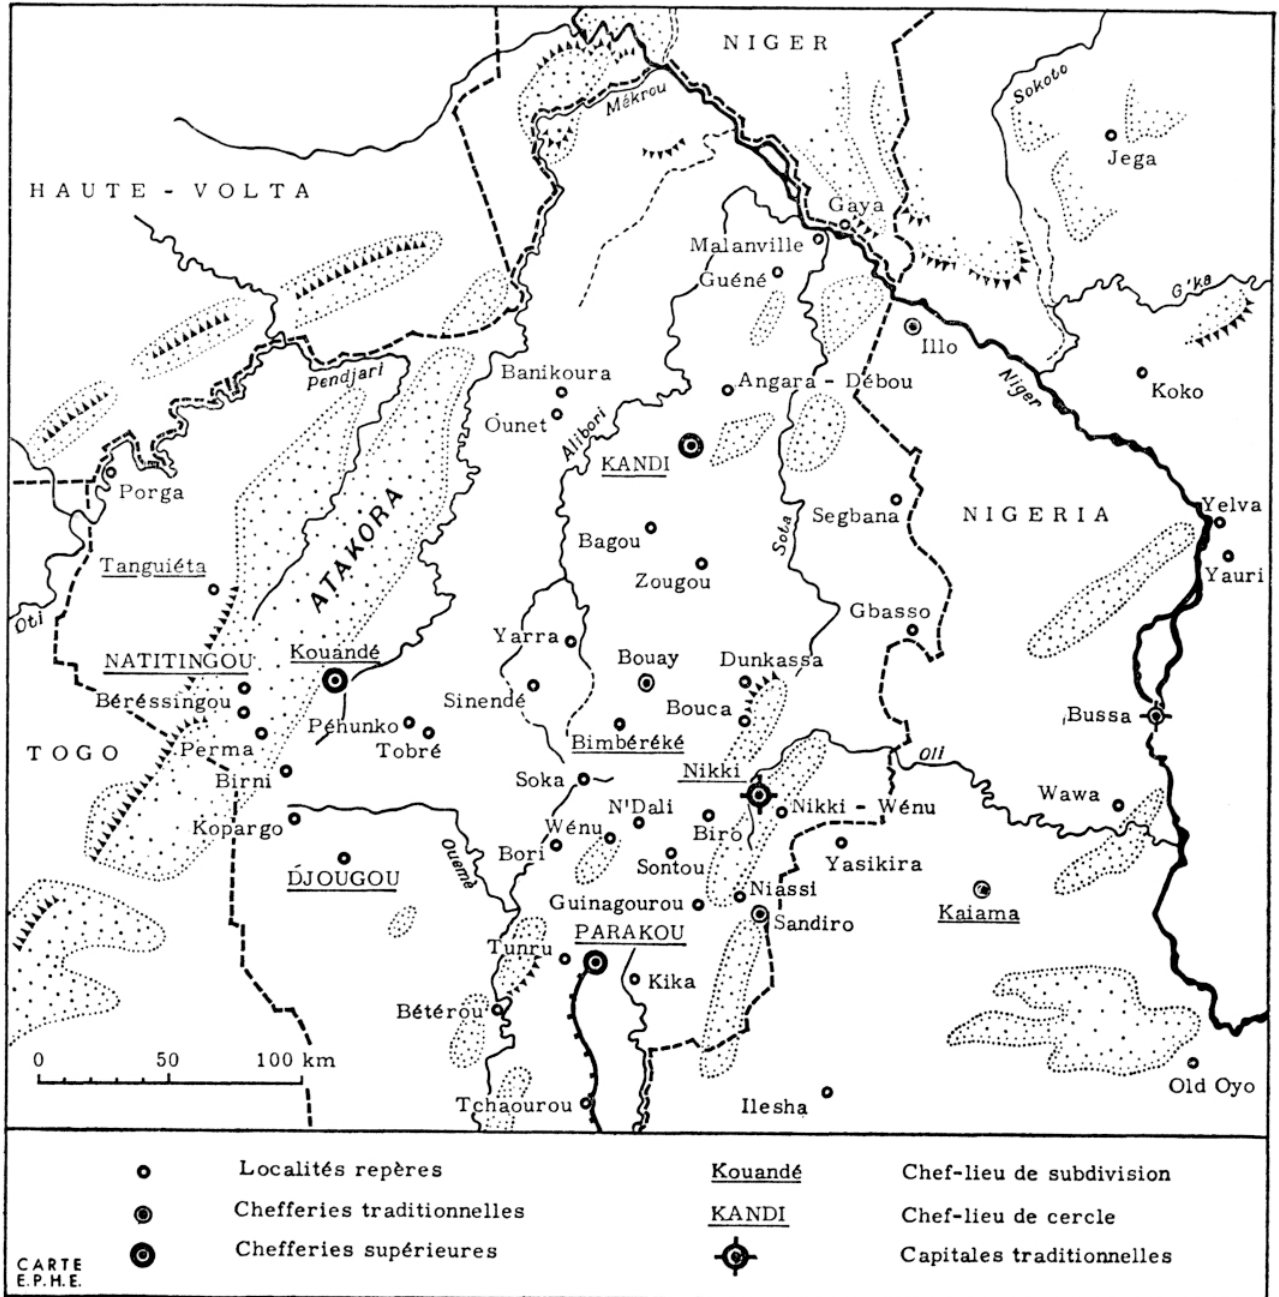 NIGER
Sokoto
Mékrou
Jega
HAUTE - VOLTA
Gaya
Malanville
Guéné
G'ka
Illo
Pendjari
Banikoura
Niger
Koko
Angara - Débou
Ounet
Alibori
KANDI
Porga
ATAKORA
Segbana
NIGERIA
Yelva
Sota
Bagou
Tanguiéta
Zougou
Yauri
Oti
Gbasso
Yarra
NATITINGOU
Kouandé
Bouay
Dunkassa
Béréssingou
Sinendé
Bouca
Bussa
Péhunko
TOGO
Perma
Tobré
Bimbéréké
Oli
Birni
Soka
Nikki
Wawa
N'Dali
Nikki - Wénu
Kopargo
Wénu
Biro
Ouemè
Bori
Sontou
Yasikira
DJOUGOU
Niassi
Guinagourou
Kaiama
Sandiro
PARAKOU
Tunru
Kika
Bétérou
0 50 100 km
Old Oyo
Tchaourou
Ilesha
Localités repères
Chefferies traditionnelles
Chefferies supérieures
Kouandé Chef-lieu de subdivision
KANDI Chef-lieu de cercle
Capitales traditionnelles
CARTE
E.P.H.E.